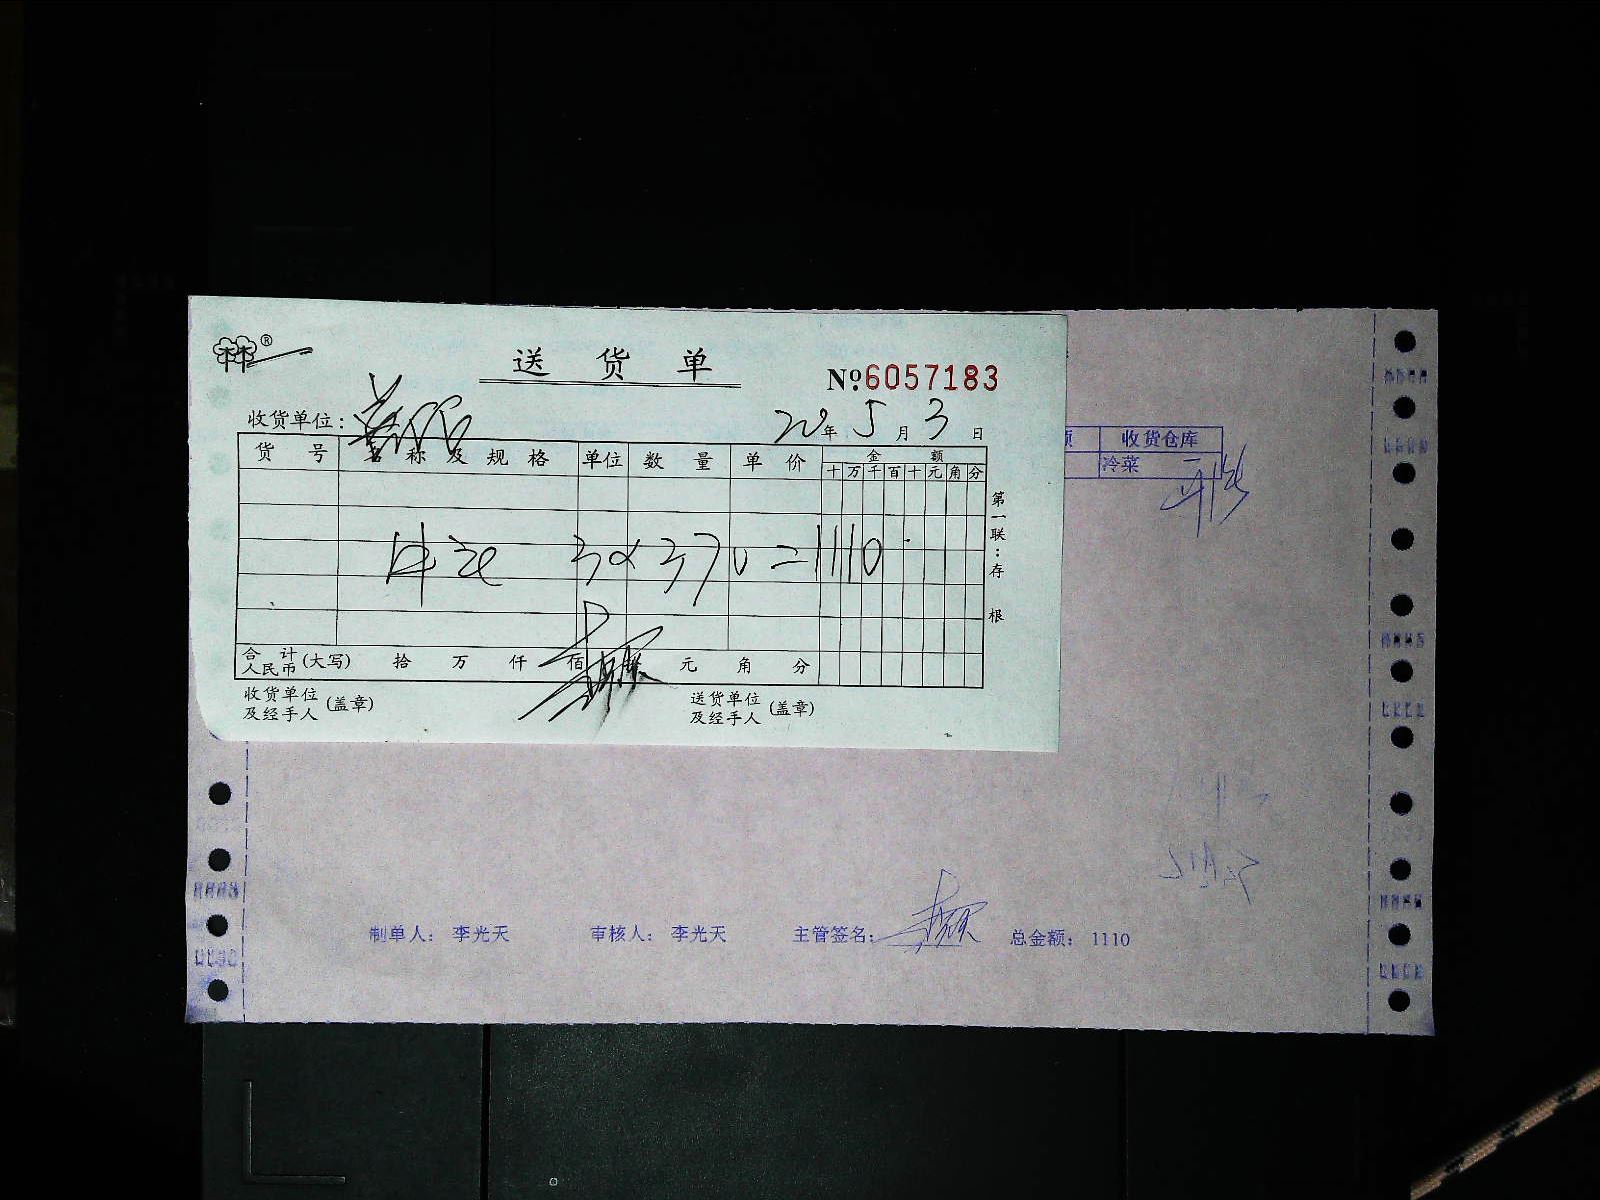 送货单
№6057183
收货单位:
20年5月3日
货号 名称及规格 单位 数量 单价 金额
十万千百十元角分
3×370=1110
第一联:存根
合计人民币(大写) 拾万仟佰 元角分
收货单位及经手人(盖章)
送货单位及经手人(盖章)
收货仓库
冷菜
制单人: 李光天 审核人: 李光天 主管签名: 总金额: 1110